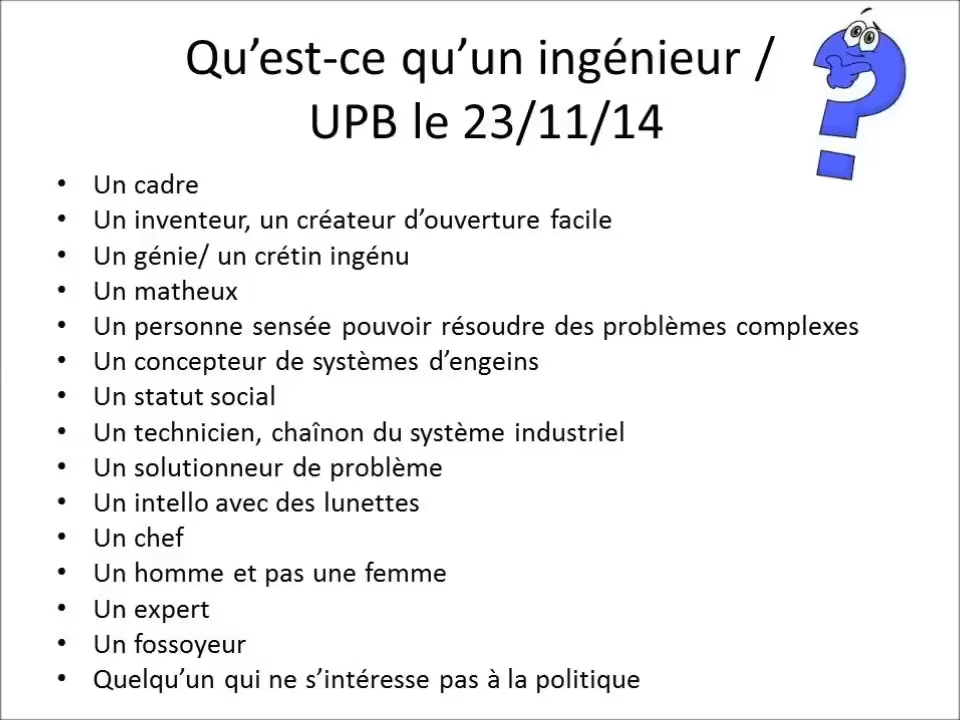 Qu’est-ce qu’un ingénieur /
UPB le 23/11/14
• Un cadre
• Un inventeur, un créateur d’ouverture facile
• Un génie/ un crétin ingénu
• Un matheux
• Un personne sensée pouvoir résoudre des problèmes complexes
• Un concepteur de systèmes d’engeins
• Un statut social
• Un technicien, chaînon du système industriel
• Un solutionneur de problème
• Un intello avec des lunettes
• Un chef
• Un homme et pas une femme
• Un expert
• Un fossoyeur
• Quelqu’un qui ne s’intéresse pas à la politique